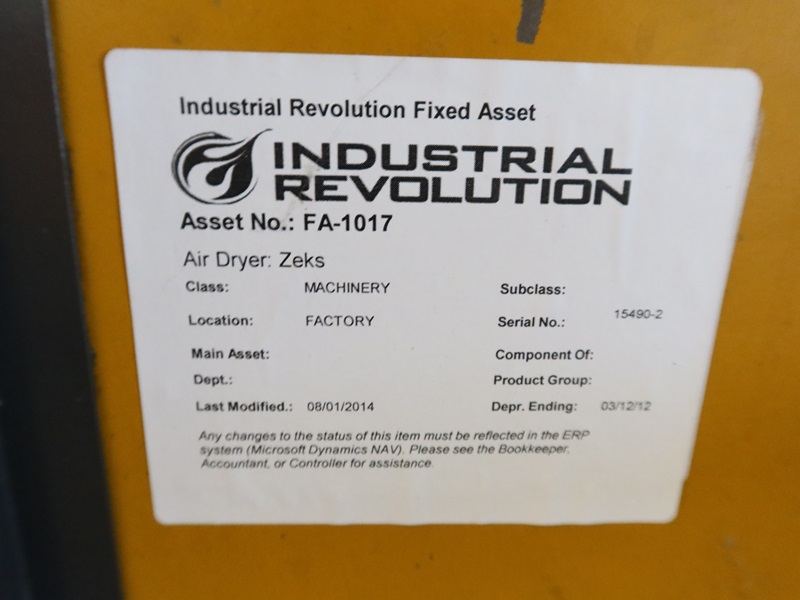 Industrial Revolution Fixed Asset
INDUSTRIAL
REVOLUTION
Asset No.: FA-1017
Air Dryer: Zeks
Class: MACHINERY Subclass:
Location: FACTORY Serial No.: 15490-2
Main Asset: Component Of:
Dept.: Product Group:
Last Modified.: 08/01/2014 Depr. Ending: 03/12/12
Any changes to the status of this item must be reflected in the ERP
system (Microsoft Dynamics NAV). Please see the Bookkeeper,
Accountant, or Controller for assistance.